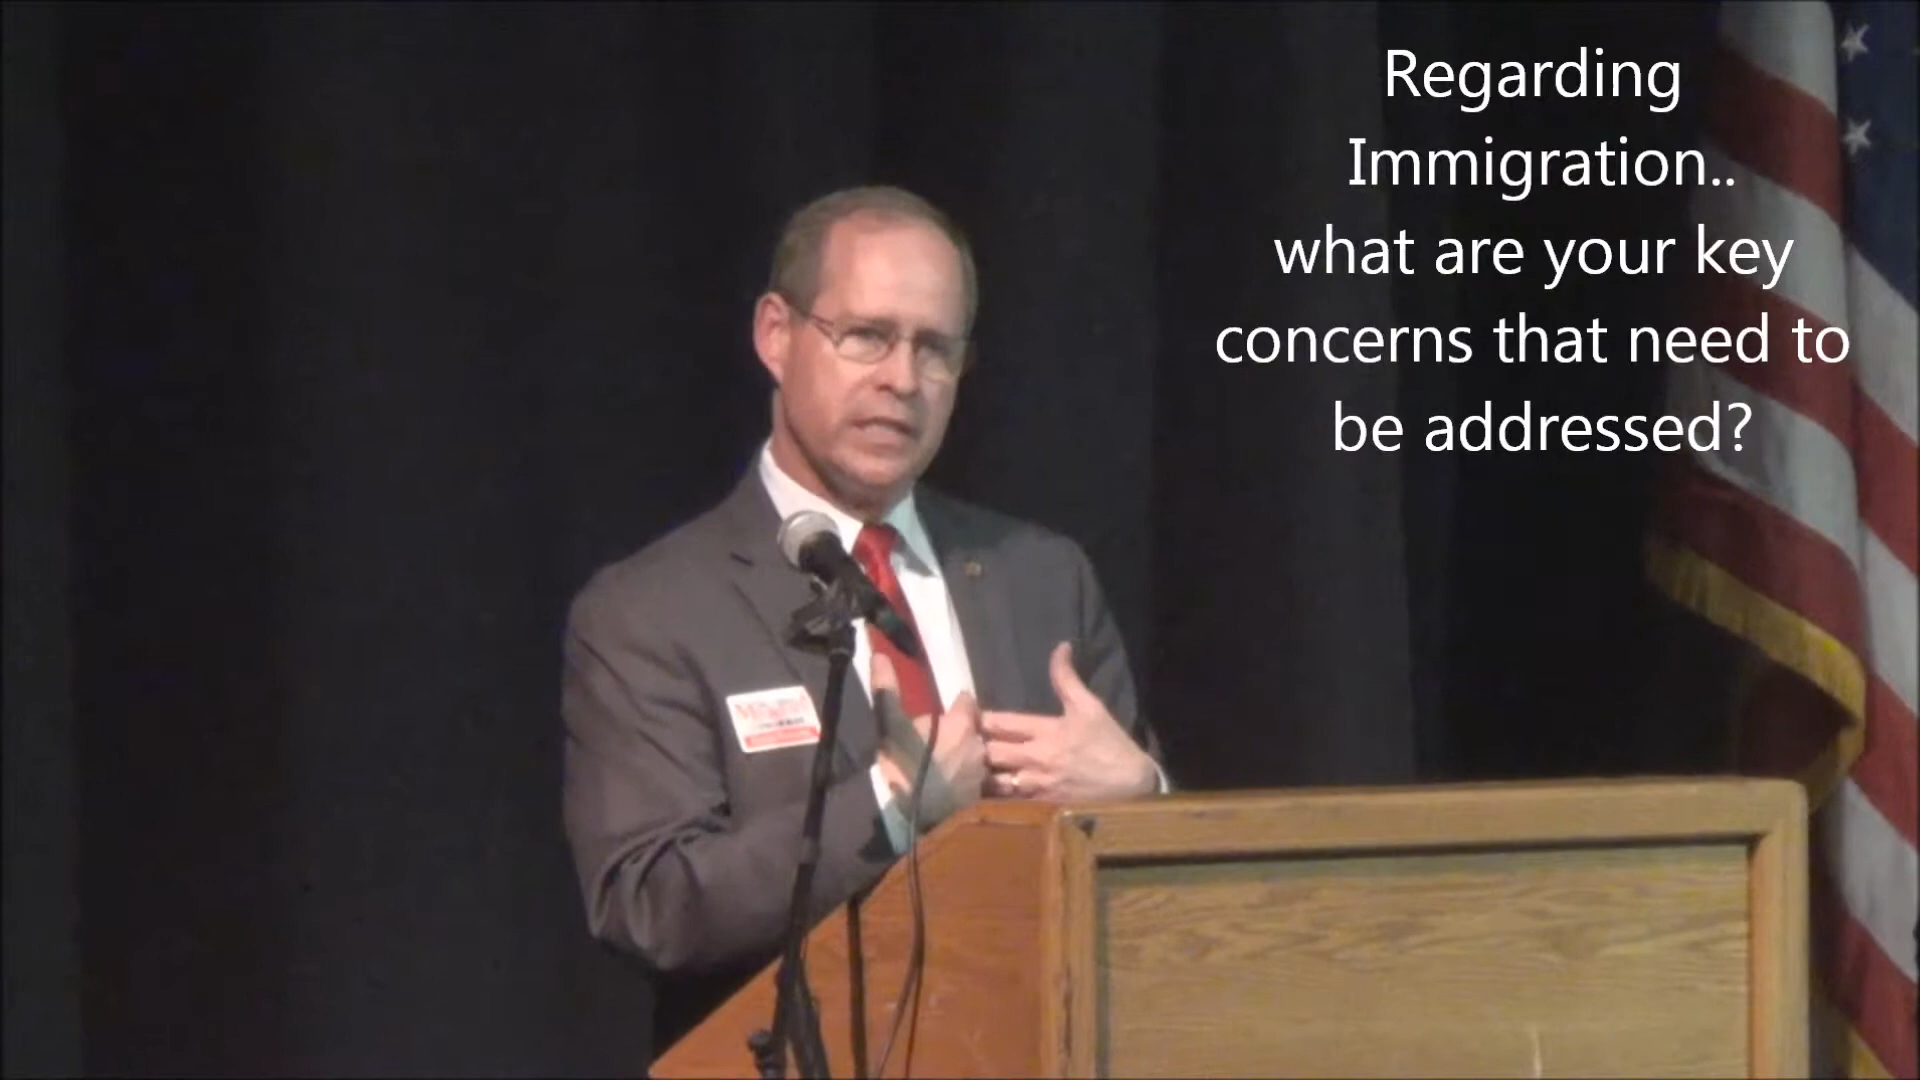 Regarding
Immigration..
what are your key
concerns that need to
be addressed?